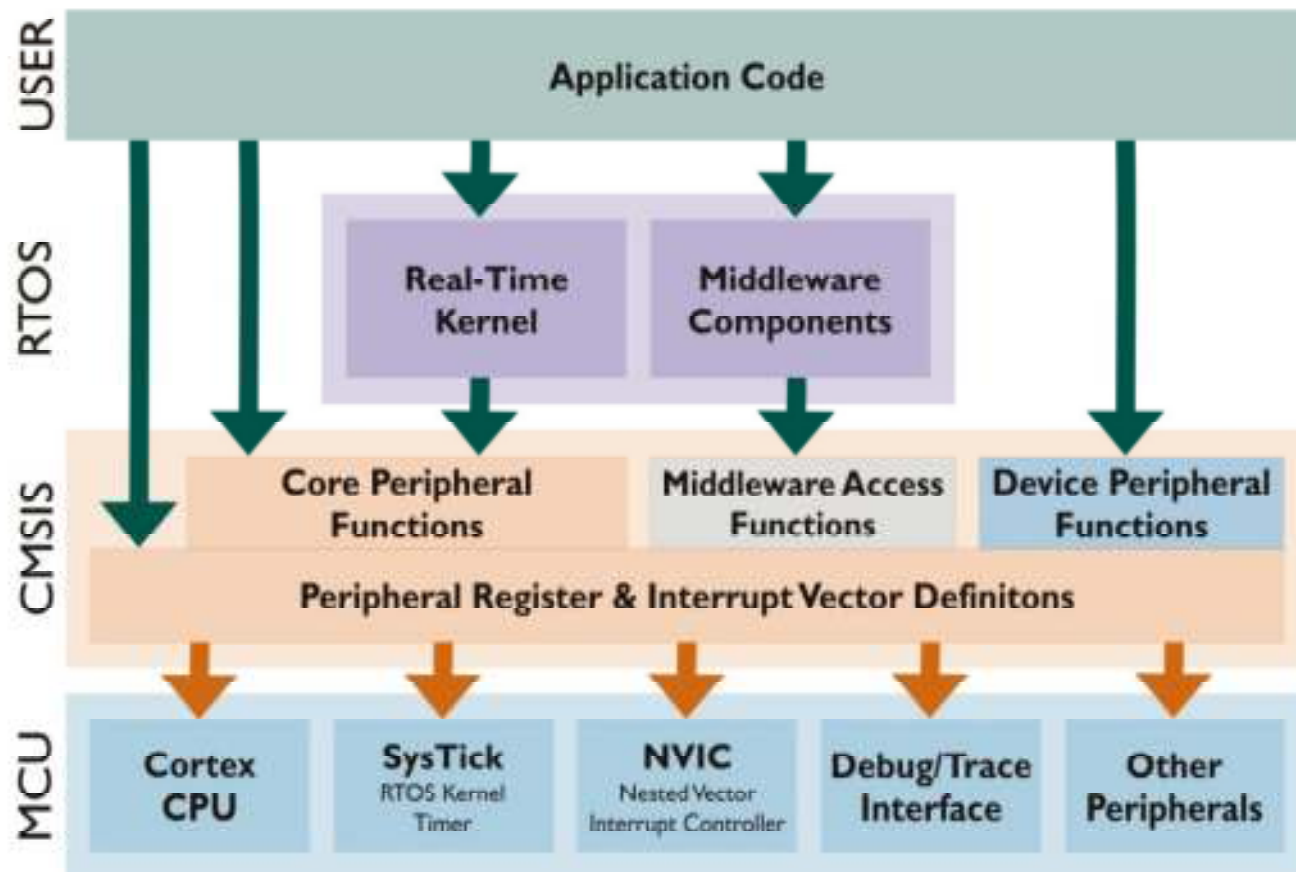 USER
Application Code
RTOS
Real-Time
Kernel
Middleware
Components
CMSIS
Core Peripheral
Functions
Middleware Access
Functions
Device Peripheral
Functions
Peripheral Register & Interrupt Vector Definitons
MCU
Cortex
CPU
SysTick
RTOS Kernel
Timer
NVIC
Nested Vector
Interrupt Controller
Debug/Trace
Interface
Other
Peripherals